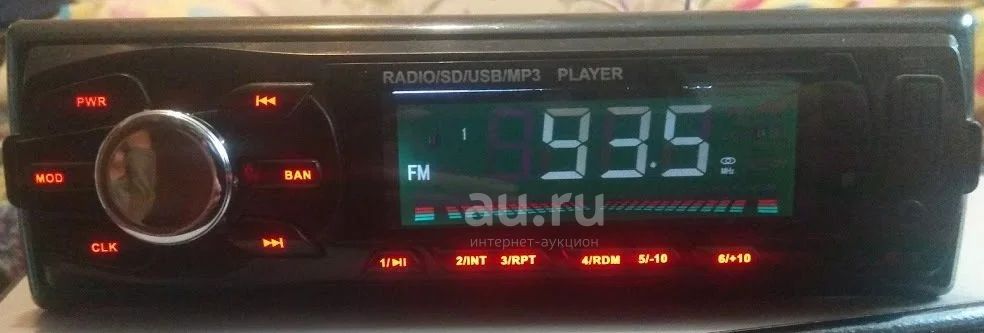 RADIO/SD/USB/MP3 PLAYER
PWR
MOD
BAN
CLK
1
FM
93.5
MHz
au.ru
интернет-аукцион
1/▶II
2/INT
3/RPT
4/RDM
5/-10
6/+10